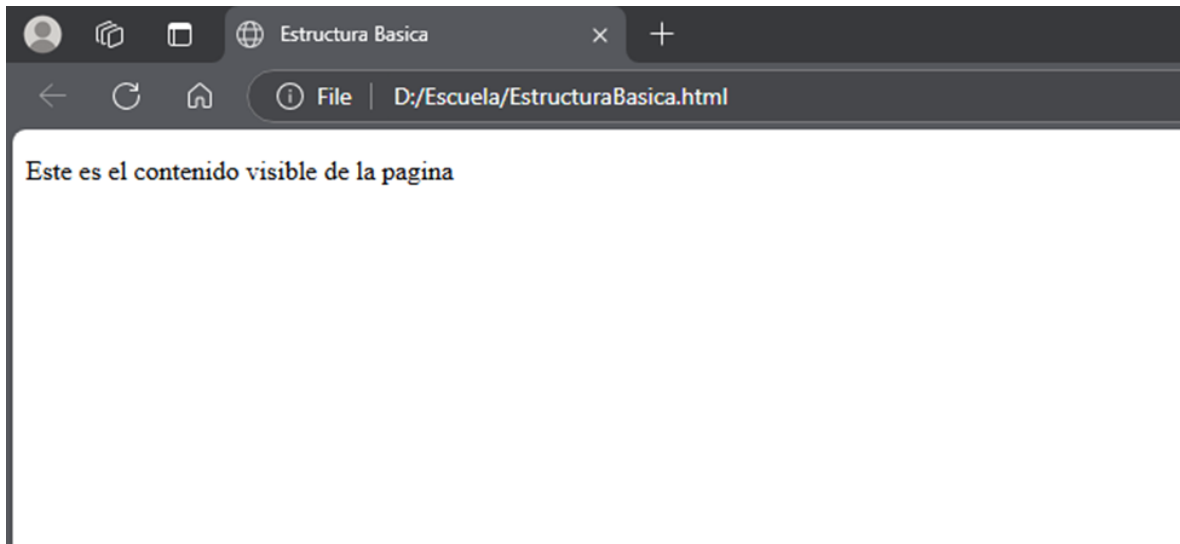 Estructura Basica
File D:/Escuela/EstructuraBasica.html
Este es el contenido visible de la pagina